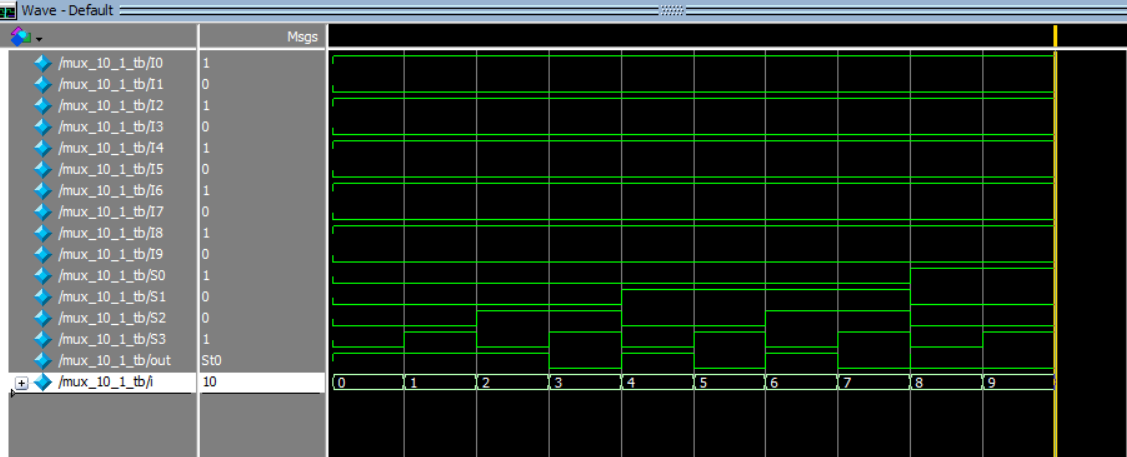 Wave - Default
Msgs
/mux_10_1_tb/I0 1
/mux_10_1_tb/I1 0
/mux_10_1_tb/I2 1
/mux_10_1_tb/I3 0
/mux_10_1_tb/I4 1
/mux_10_1_tb/I5 0
/mux_10_1_tb/I6 1
/mux_10_1_tb/I7 0
/mux_10_1_tb/I8 1
/mux_10_1_tb/I9 0
/mux_10_1_tb/S0 1
/mux_10_1_tb/S1 0
/mux_10_1_tb/S2 0
/mux_10_1_tb/S3 1
/mux_10_1_tb/out St0
/mux_10_1_tb/i 10 0 1 2 3 4 5 6 7 8 9